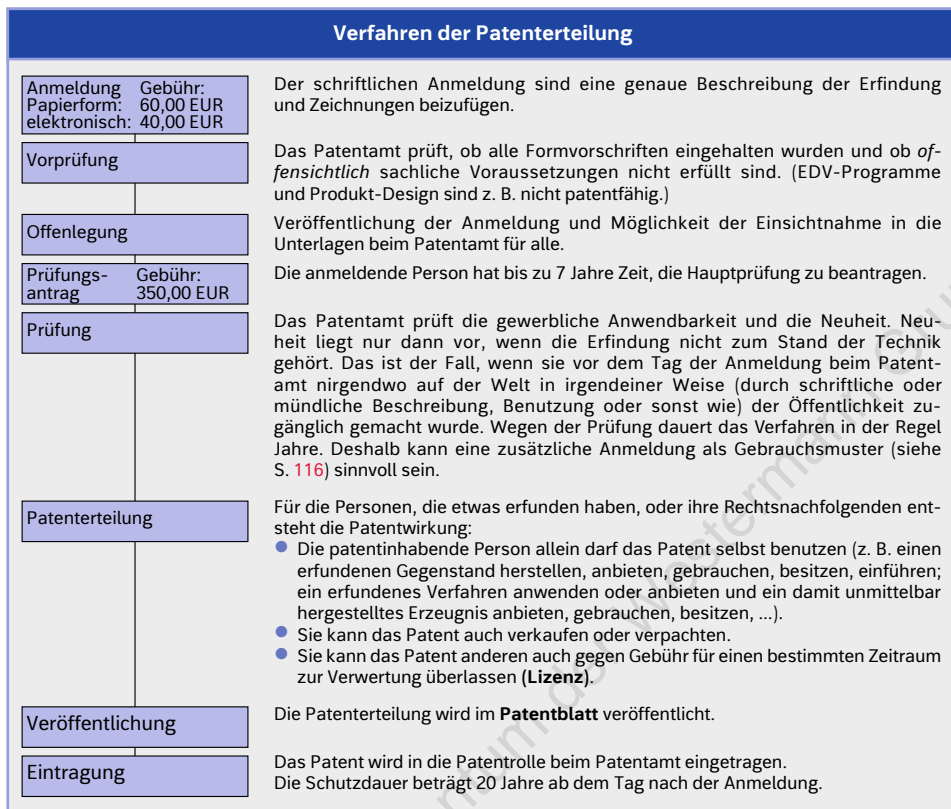 Verfahren der Patenterteilung
Anmeldung Gebühr:
Papierform: 60,00 EUR
elektronisch: 40,00 EUR
Der schriftlichen Anmeldung sind eine genaue Beschreibung der Erfindung
und Zeichnungen beizufügen.
Vorprüfung
Das Patentamt prüft, ob alle Formvorschriften eingehalten wurden und ob of-
fensichtlich sachliche Voraussetzungen nicht erfüllt sind. (EDV-Programme
und Produkt-Design sind z. B. nicht patentfähig.)
Offenlegung
Veröffentlichung der Anmeldung und Möglichkeit der Einsichtnahme in die
Unterlagen beim Patentamt für alle.
Prüfungs- Gebühr:
antrag 350,00 EUR
Die anmeldende Person hat bis zu 7 Jahre Zeit, die Hauptprüfung zu beantragen.
Prüfung
Das Patentamt prüft die gewerbliche Anwendbarkeit und die Neuheit. Neu-
heit liegt nur dann vor, wenn die Erfindung nicht zum Stand der Technik
gehört. Das ist der Fall, wenn sie vor dem Tag der Anmeldung beim Patent-
amt nirgendwo auf der Welt in irgendeiner Weise (durch schriftliche oder
mündliche Beschreibung, Benutzung oder sonst wie) der Öffentlichkeit zu-
gänglich gemacht wurde. Wegen der Prüfung dauert das Verfahren in der Regel
Jahre. Deshalb kann eine zusätzliche Anmeldung als Gebrauchsmuster (siehe
S. 116) sinnvoll sein.
Patenterteilung
Für die Personen, die etwas erfunden haben, oder ihre Rechtsnachfolgenden ent-
steht die Patentwirkung:
● Die patentinhabende Person allein darf das Patent selbst benutzen (z. B. einen
erfundenen Gegenstand herstellen, anbieten, gebrauchen, besitzen, einführen;
ein erfundenes Verfahren anwenden oder anbieten und ein damit unmittelbar
hergestelltes Erzeugnis anbieten, gebrauchen, besitzen, ...).
● Sie kann das Patent auch verkaufen oder verpachten.
● Sie kann das Patent anderen auch gegen Gebühr für einen bestimmten Zeitraum
zur Verwertung überlassen (Lizenz).
Veröffentlichung
Die Patenterteilung wird im Patentblatt veröffentlicht.
Eintragung
Das Patent wird in die Patentrolle beim Patentamt eingetragen.
Die Schutzdauer beträgt 20 Jahre ab dem Tag nach der Anmeldung.